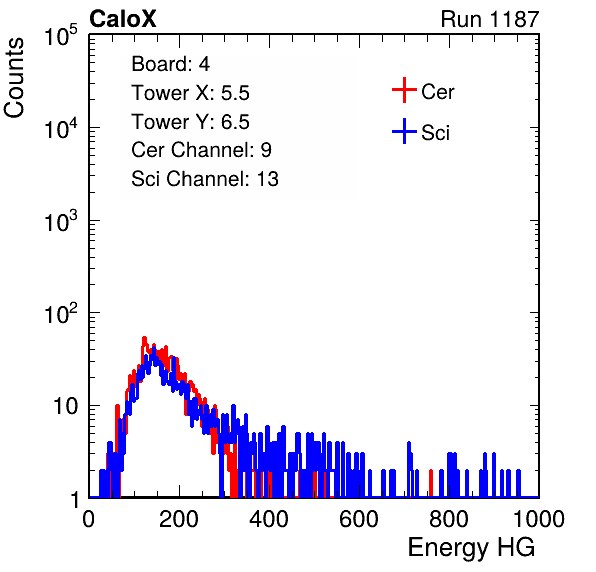 CaloX Run 1187
Counts
10^5
10^4
10^3
10^2
10
1
Board: 4
Tower X: 5.5
Tower Y: 6.5
Cer Channel: 9
Sci Channel: 13
Cer
Sci
0 200 400 600 800 1000
Energy HG